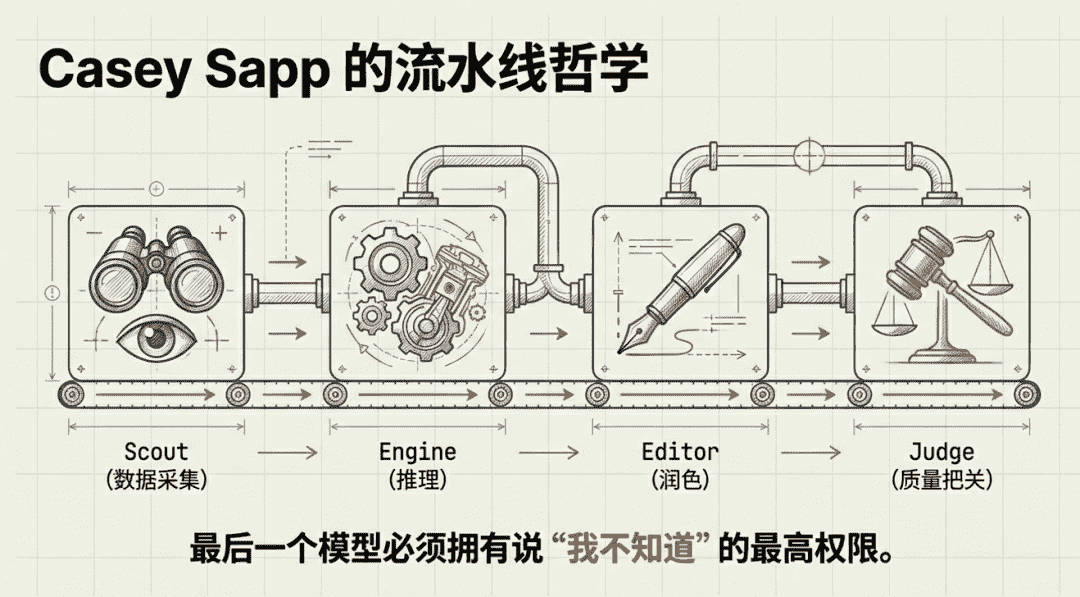 Casey Sapp 的流水线哲学
Scout
(数据采集)
Engine
(推理)
Editor
(润色)
Judge
(质量把关)
最后一个模型必须拥有说“我不知道”的最高权限。